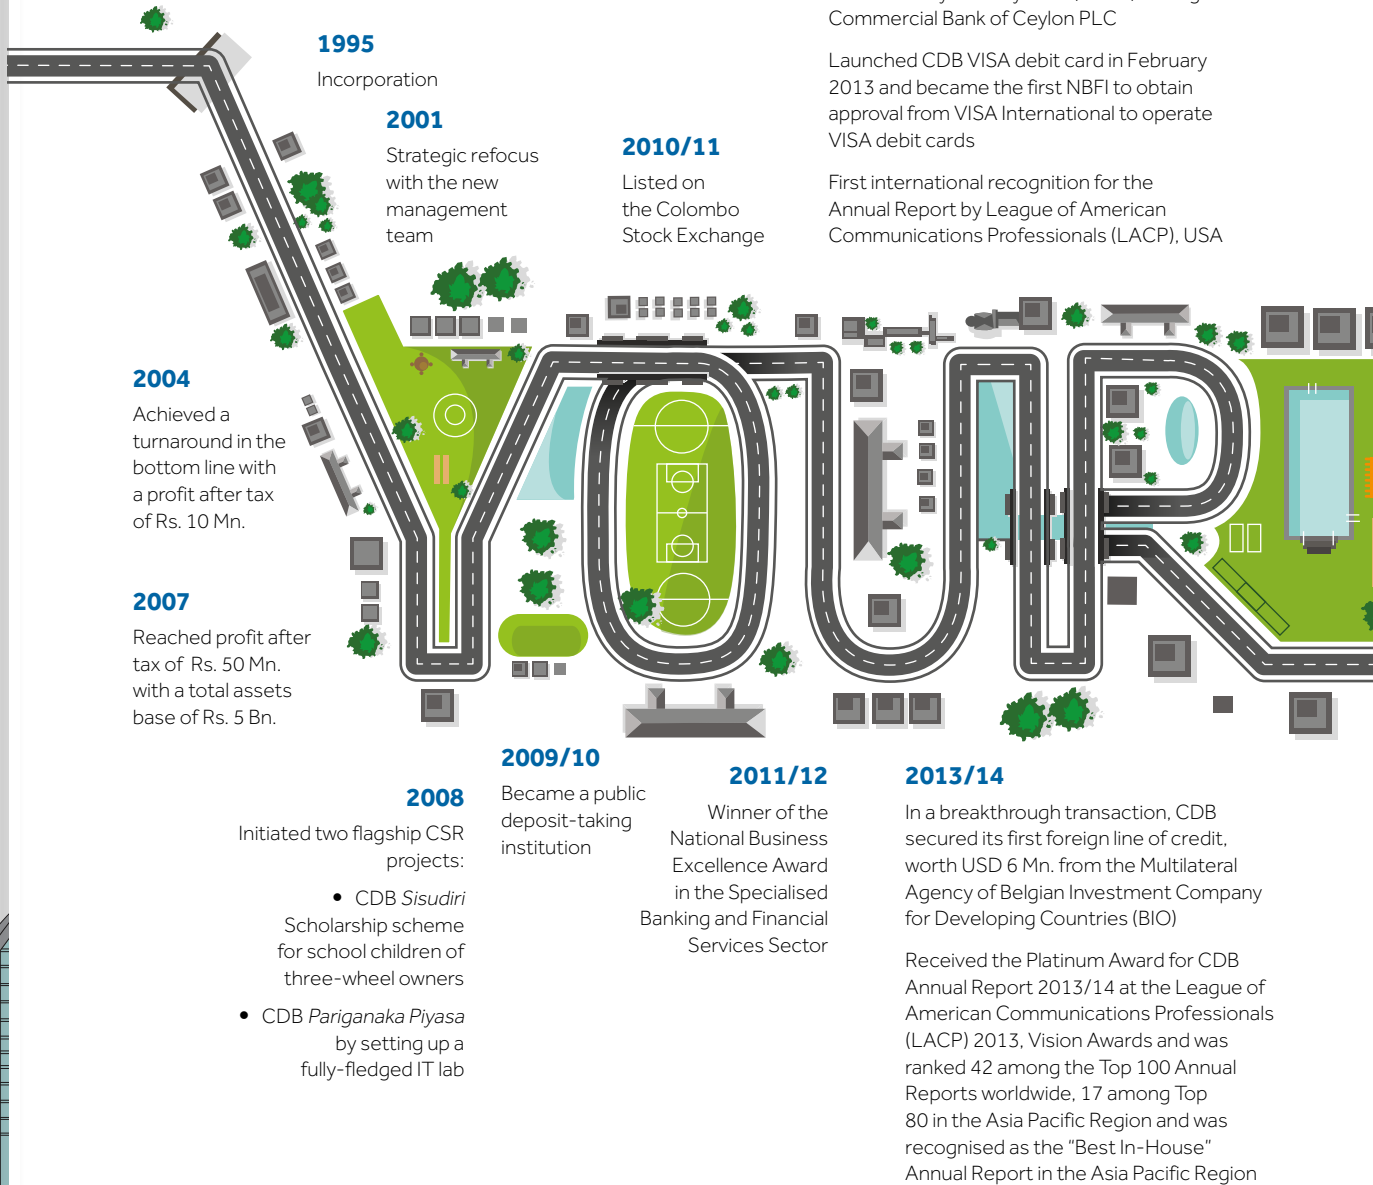 1995
Incorporation
2001
Strategic refocus
with the new
management
team
2004
Achieved a
turnaround in the
bottom line with
a profit after tax
of Rs. 10 Mn.
2007
Reached profit after
tax of Rs. 50 Mn.
with a total assets
base of Rs. 5 Bn.
2008
Initiated two flagship CSR
projects:
• CDB Sisudiri
Scholarship scheme
for school children of
three-wheel owners
• CDB Pariganaka Piyasa
by setting up a
fully-fledged IT lab
2009/10
Became a public
deposit-taking
institution
2010/11
Listed on
the Colombo
Stock Exchange
2011/12
Winner of the
National Business
Excellence Award
in the Specialised
Banking and Financial
Services Sector
Commercial Bank of Ceylon PLC
Launched CDB VISA debit card in February
2013 and became the first NBFI to obtain
approval from VISA International to operate
VISA debit cards
First international recognition for the
Annual Report by League of American
Communications Professionals (LACP), USA
2013/14
In a breakthrough transaction, CDB
secured its first foreign line of credit,
worth USD 6 Mn. from the Multilateral
Agency of Belgian Investment Company
for Developing Countries (BIO)
Received the Platinum Award for CDB
Annual Report 2013/14 at the League of
American Communications Professionals
(LACP) 2013, Vision Awards and was
ranked 42 among the Top 100 Annual
Reports worldwide, 17 among Top
80 in the Asia Pacific Region and was
recognised as the "Best In-House"
Annual Report in the Asia Pacific Region
YOUR